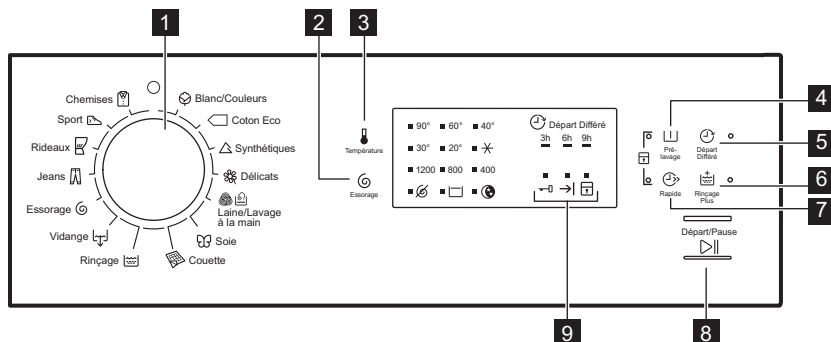 1
2
3
4
5
6
7
8
9
Chemises
Sport
Rideaux
Jeans
Essorage
Vidange
Rinçage
Blanc/Couleurs
Coton Eco
Synthétiques
Délicats
Laine/Lavage
à la main
Soie
Couette
Température
Essorage
90° 60° 40°
30° 20°
1200 800 400
Départ Différé
3h 6h 9h
Pré-
lavage
Départ
Différé
Rapide
Rinçage
Plus
Départ/Pause